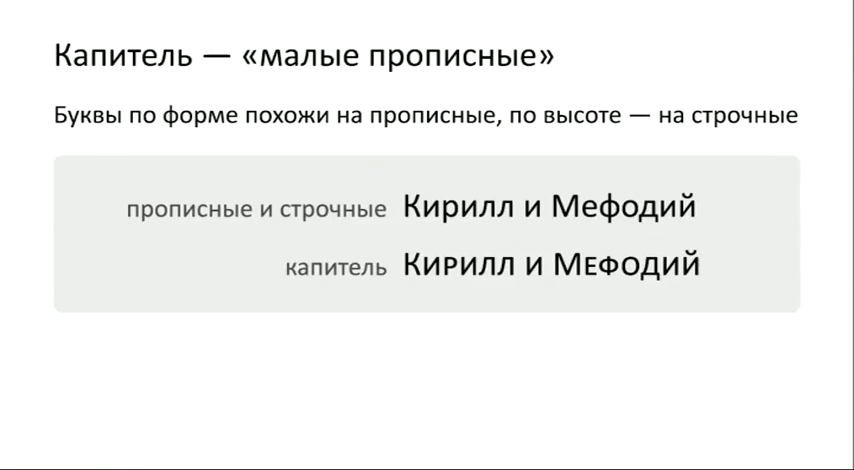 Капитель — «малые прописные»
Буквы по форме похожи на прописные, по высоте — на строчные
прописные и строчные Кирилл и Мефодий
капитель Кирилл и Мефодий